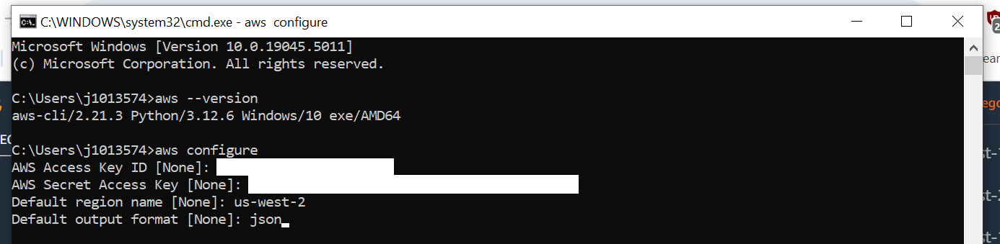 C:\WINDOWS\system32\cmd.exe - aws  configure
Microsoft Windows [Version 10.0.19045.5011]
(c) Microsoft Corporation. All rights reserved.
C:\Users\j1013574>aws --version
aws-cli/2.21.3 Python/3.12.6 Windows/10 exe/AMD64
C:\Users\j1013574>aws configure
AWS Access Key ID [None]:
AWS Secret Access Key [None]:
Default region name [None]: us-west-2
Default output format [None]: json